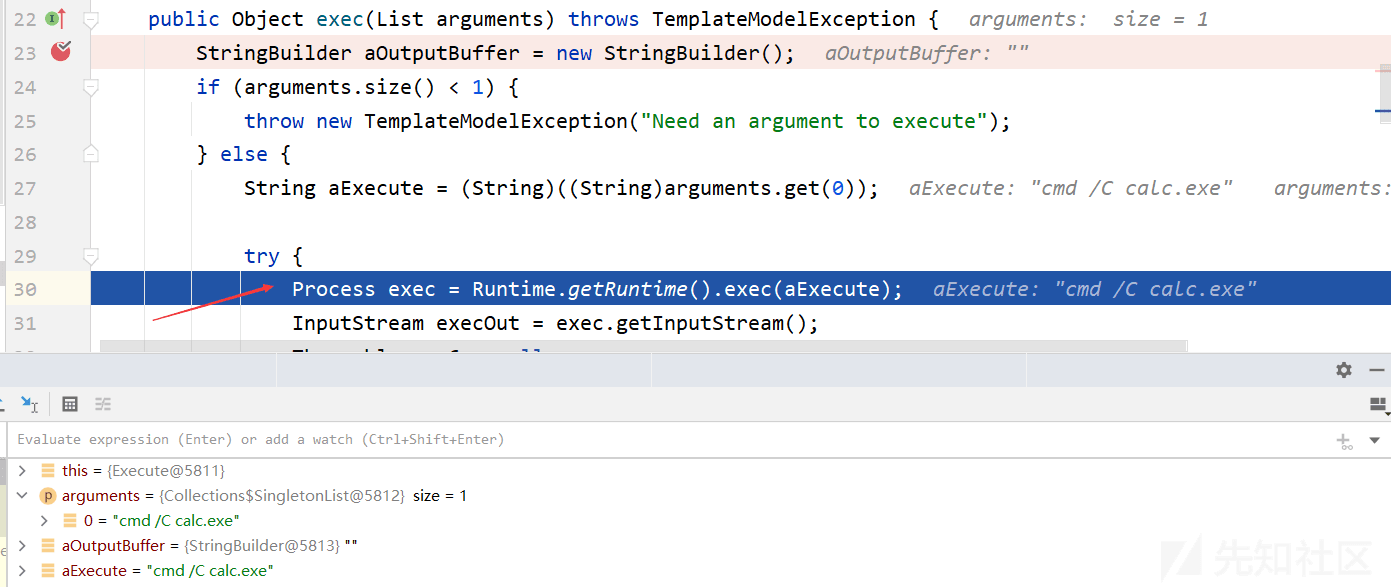 22 public Object exec(List arguments) throws TemplateModelException { arguments: size = 1
23 StringBuilder aOutputBuffer = new StringBuilder(); aOutputBuffer: ""
24 if (arguments.size() < 1) {
25 throw new TemplateModelException("Need an argument to execute");
26 } else {
27 String aExecute = (String)((String)arguments.get(0)); aExecute: "cmd /C calc.exe" arguments:
28
29 try {
30 Process exec = Runtime.getRuntime().exec(aExecute); aExecute: "cmd /C calc.exe"
31 InputStream execOut = exec.getInputStream();
Evaluate expression (Enter) or add a watch (Ctrl+Shift+Enter)
this = {Execute@5811}
arguments = {Collections$SingletonList@5812} size = 1
0 = "cmd /C calc.exe"
aOutputBuffer = {StringBuilder@5813} ""
aExecute = "cmd /C calc.exe"
先知社区